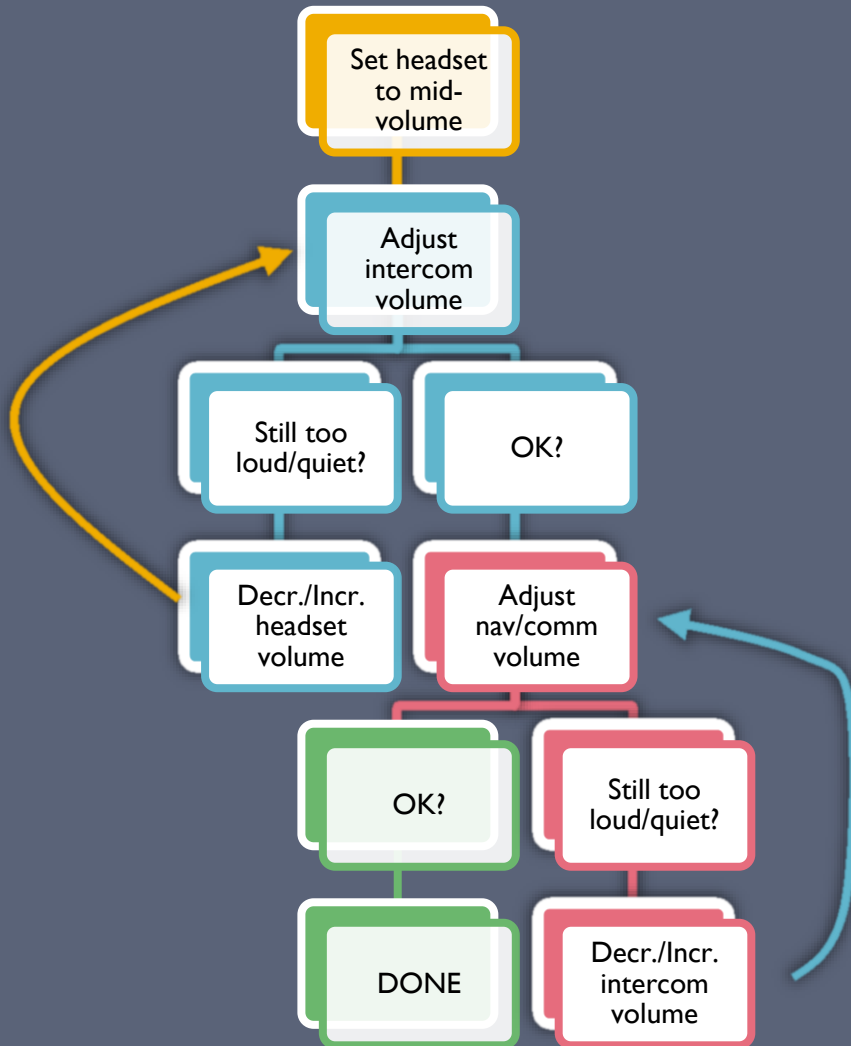 Set headset
to mid-
volume
Adjust
intercom
volume
Still too
loud/quiet?
OK?
Decr./Incr.
headset
volume
Adjust
nav/comm
volume
OK?
Still too
loud/quiet?
DONE
Decr./Incr.
intercom
volume